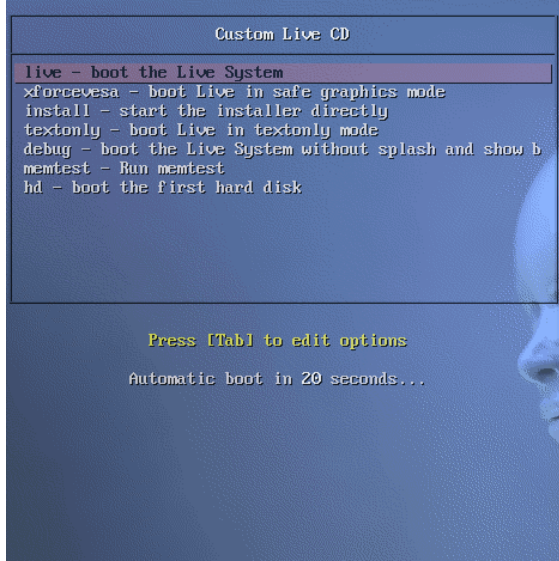 Custom Live CD
live - boot the Live System
xforcevesa - boot Live in safe graphics mode
install - start the installer directly
textonly - boot Live in textonly mode
debug - boot the Live System without splash and show b
memtest - Run memtest
hd - boot the first hard disk
Press [Tab] to edit options
Automatic boot in 20 seconds...